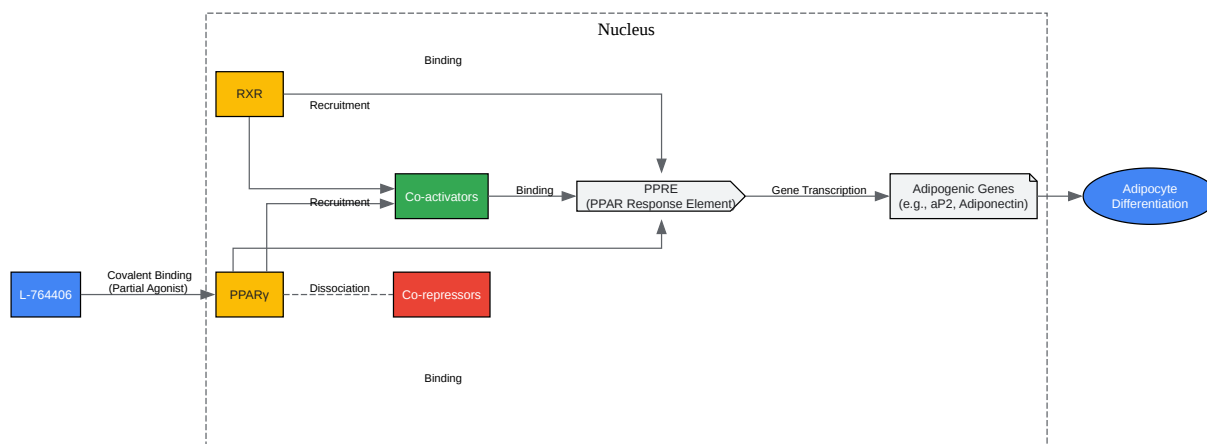 Nucleus
Binding
RXR
Recruitment
Co-activators
Recruitment
Binding
PPRE
(PPAR Response Element)
Gene Transcription
Adipogenic Genes
(e.g., aP2, Adiponectin)
Adipocyte
Differentiation
L-764406
Covalent Binding
(Partial Agonist)
PPARγ
Dissociation
Co-repressors
Binding